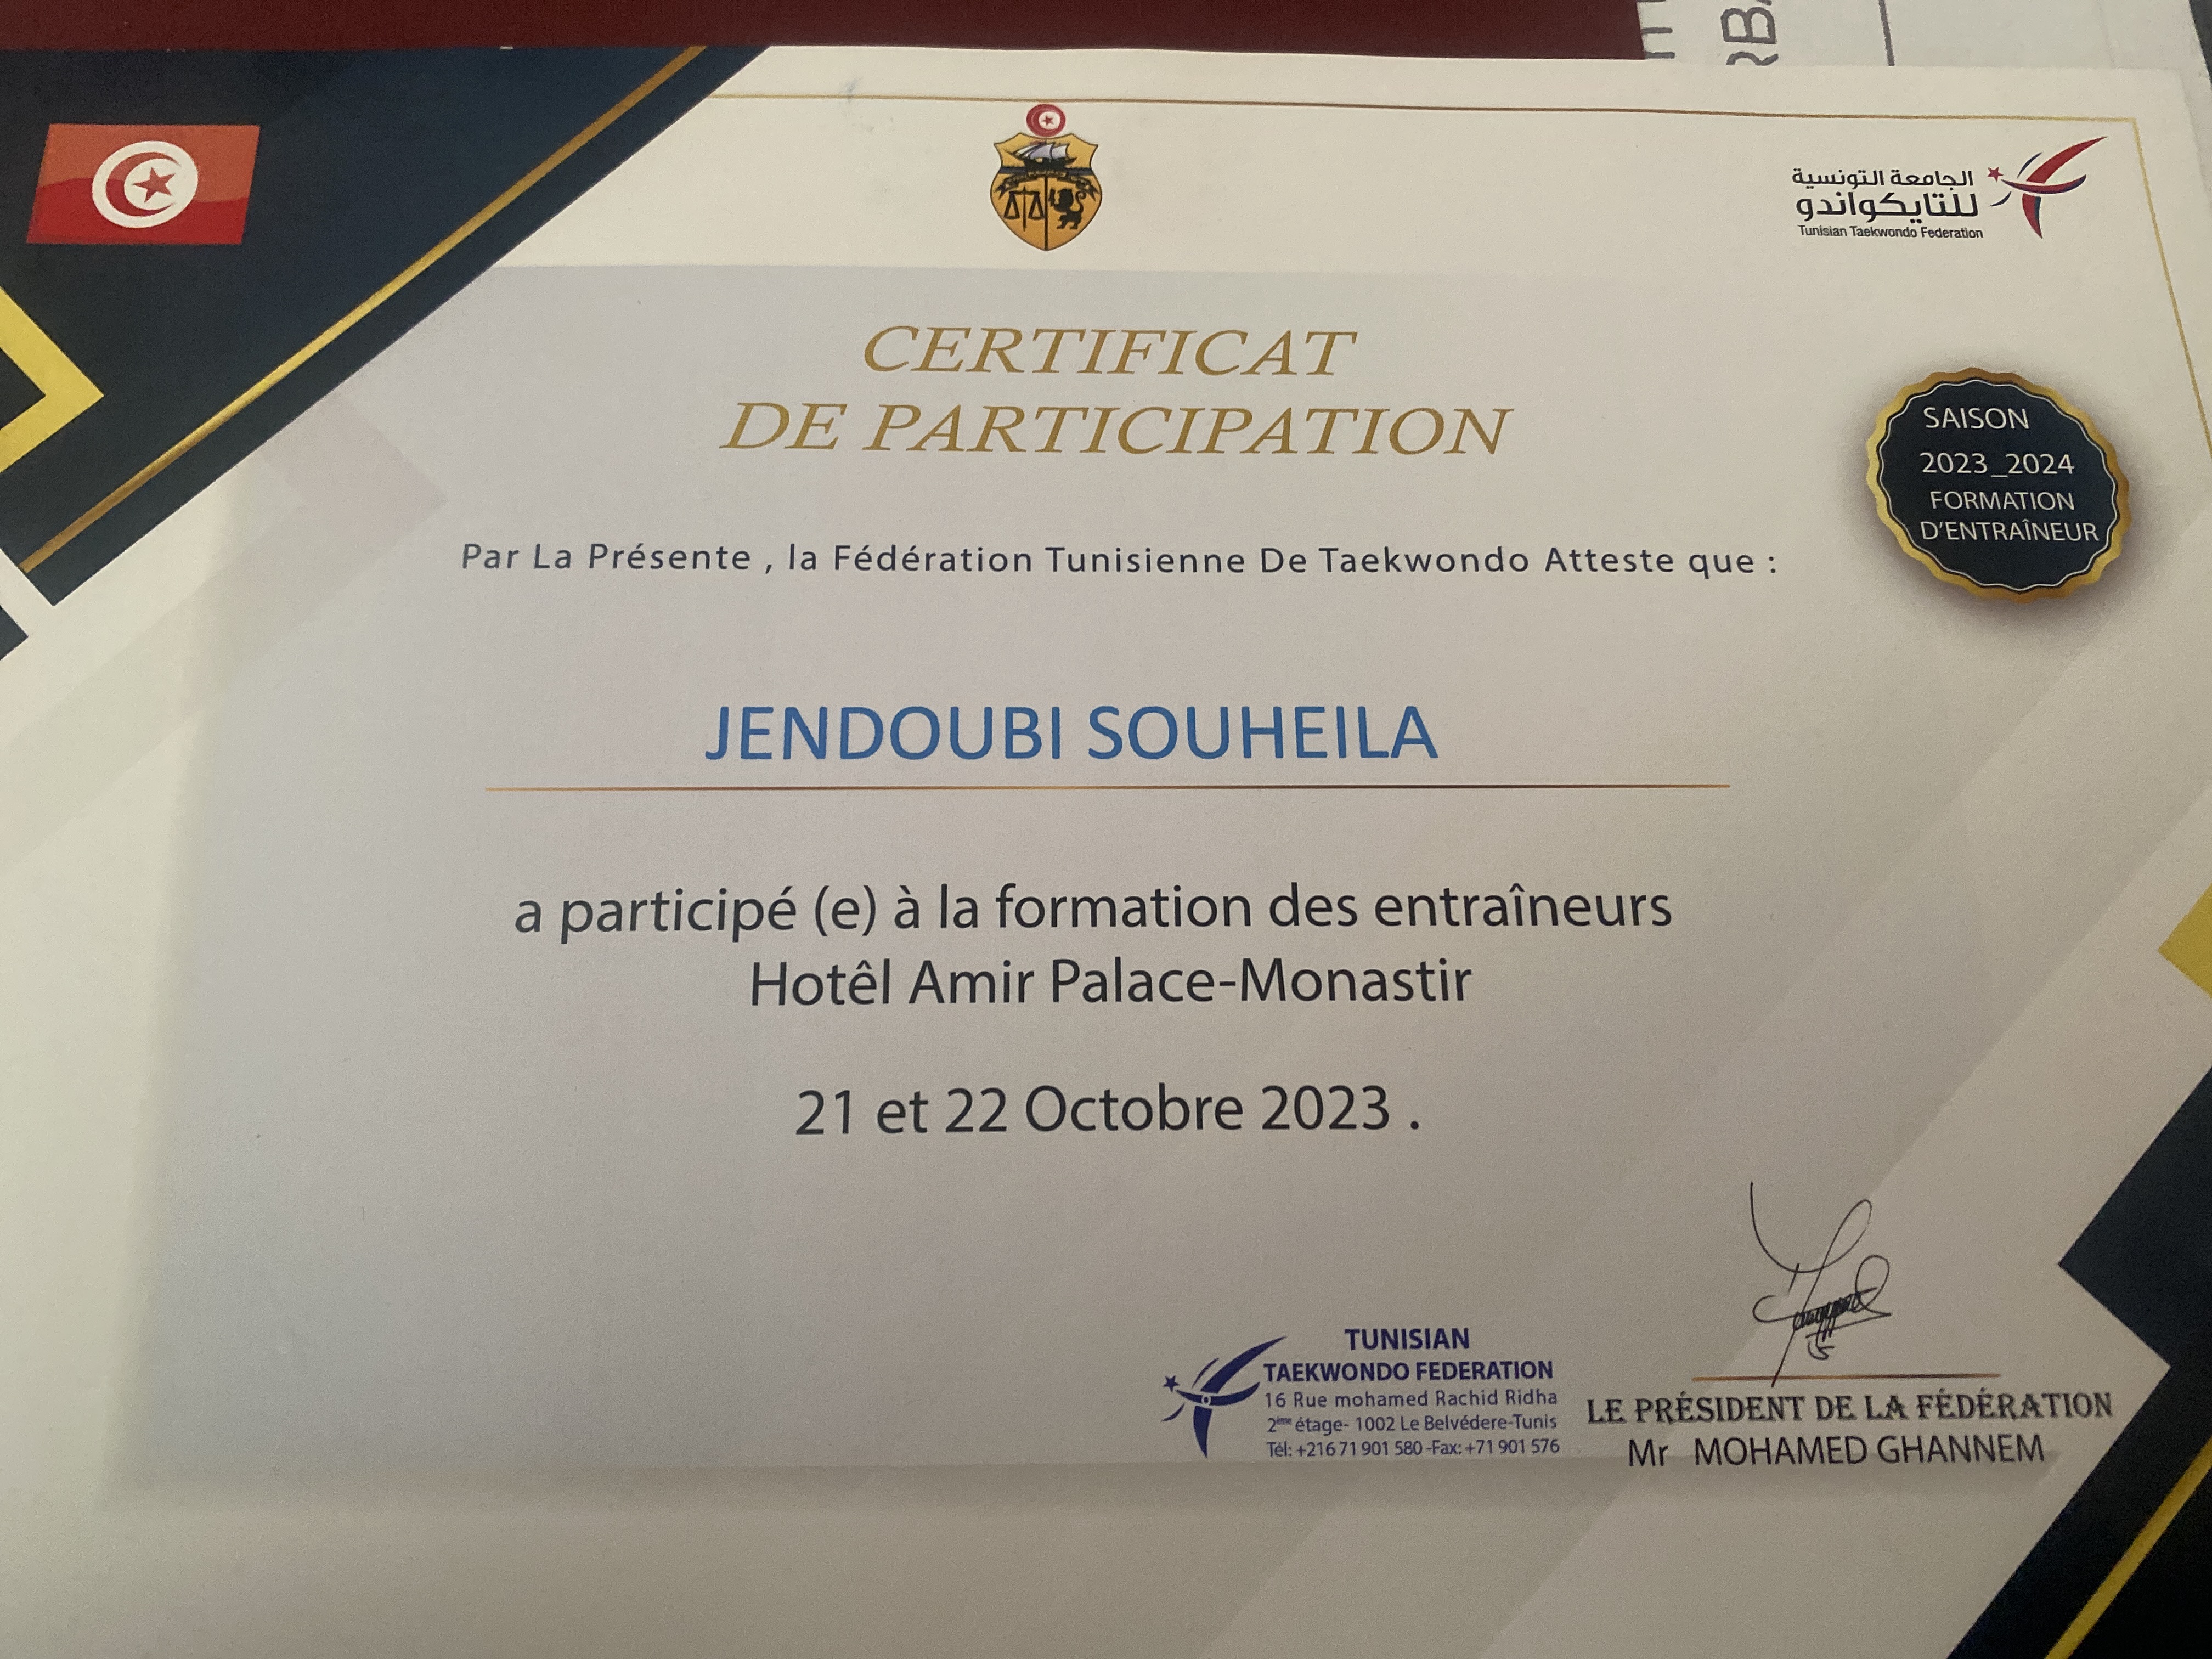 RB
الجامعة التونسية
للتايكواندو
Tunisian Taekwondo Federation
CERTIFICAT
DE PARTICIPATION
SAISON
2023_2024
FORMATION
D'ENTRAÎNEUR
Par La Présente , la Fédération Tunisienne De Taekwondo Atteste que :
JENDOUBI SOUHEILA
a participé (e) à la formation des entraîneurs
Hotêl Amir Palace-Monastir
21 et 22 Octobre 2023 .
TUNISIAN
TAEKWONDO FEDERATION
16 Rue mohamed Rachid Ridha
2ème étage- 1002 Le Belvédere-Tunis
Tél: +216 71 901 580 -Fax: +71 901 576
LE PRÉSIDENT DE LA FÉDÉRATION
Mr MOHAMED GHANNEM